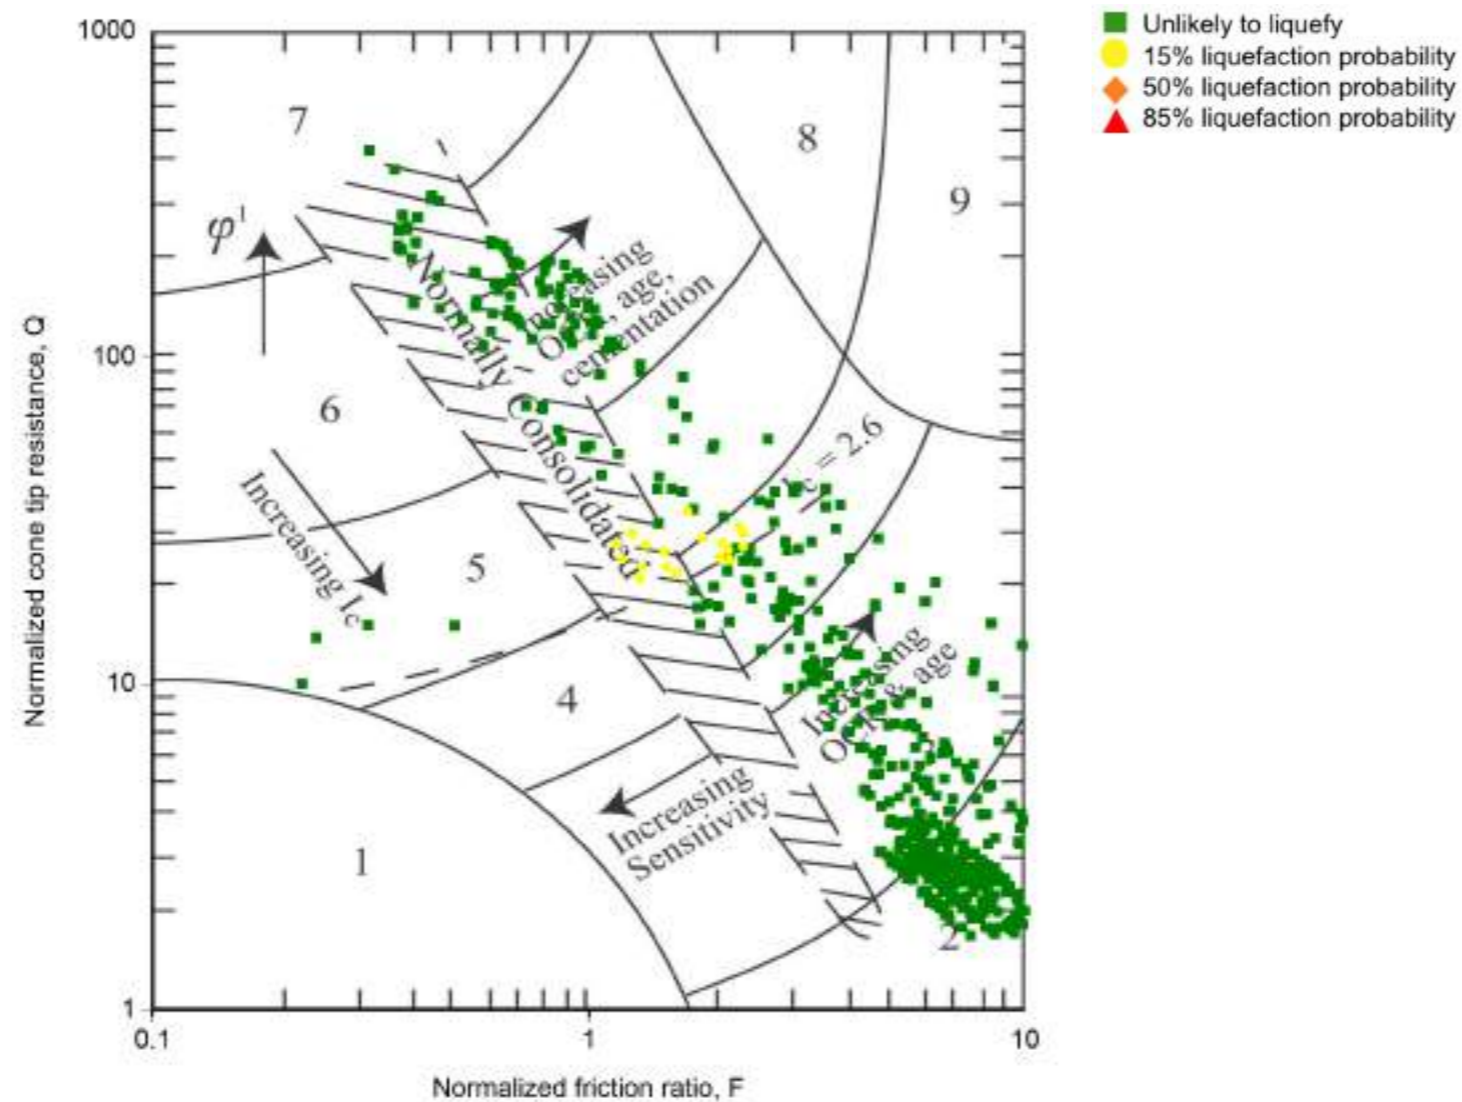 Unlikely to liquefy
15% liquefaction probability
50% liquefaction probability
85% liquefaction probability
1000
100
10
1
Normalized cone tip resistance, Q
0.1
1
10
Normalized friction ratio, F
7
8
9
φ'
6
5
4
1
2
Increasing
age,
cementation
Normally Consolidated
Ic = 2.6
Increasing Ic
Increasing
& age
Increasing
Sensitivity